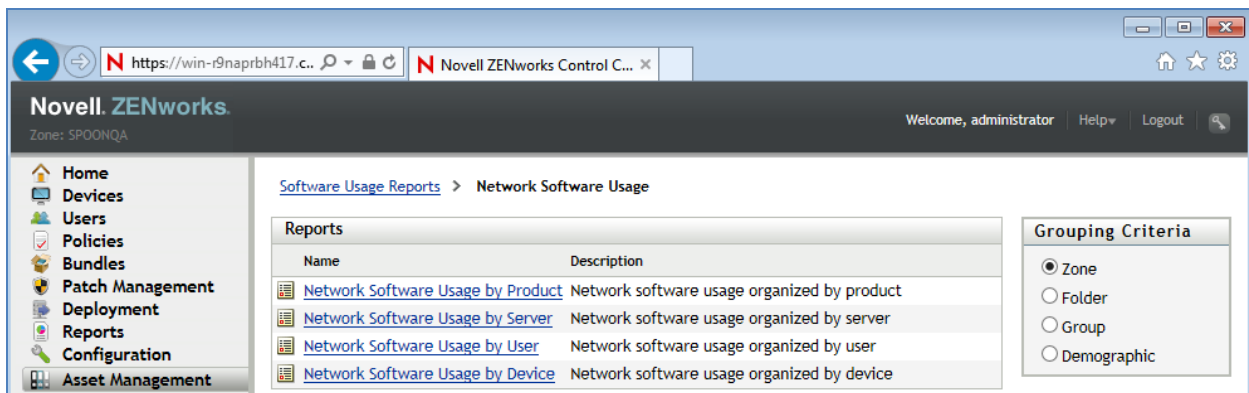 https://win-r9naprbh417.c.. Novell ZENworks Control C...
Novell. ZENworks.
Zone: SPOONQA
Welcome, administrator Help Logout
Home
Devices
Users
Policies
Bundles
Patch Management
Deployment
Reports
Configuration
Asset Management
Software Usage Reports > Network Software Usage
Reports
Name Description
Network Software Usage by Product Network software usage organized by product
Network Software Usage by Server Network software usage organized by server
Network Software Usage by User Network software usage organized by user
Network Software Usage by Device Network software usage organized by device
Grouping Criteria
Zone
Folder
Group
Demographic